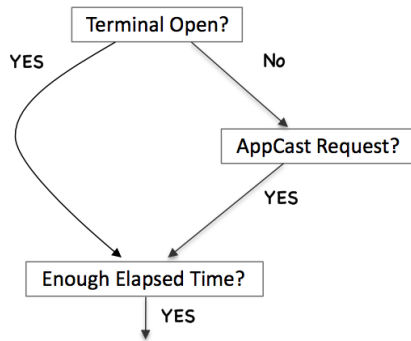 Terminal Open?
YES
No
AppCast Request?
YES
Enough Elapsed Time?
YES